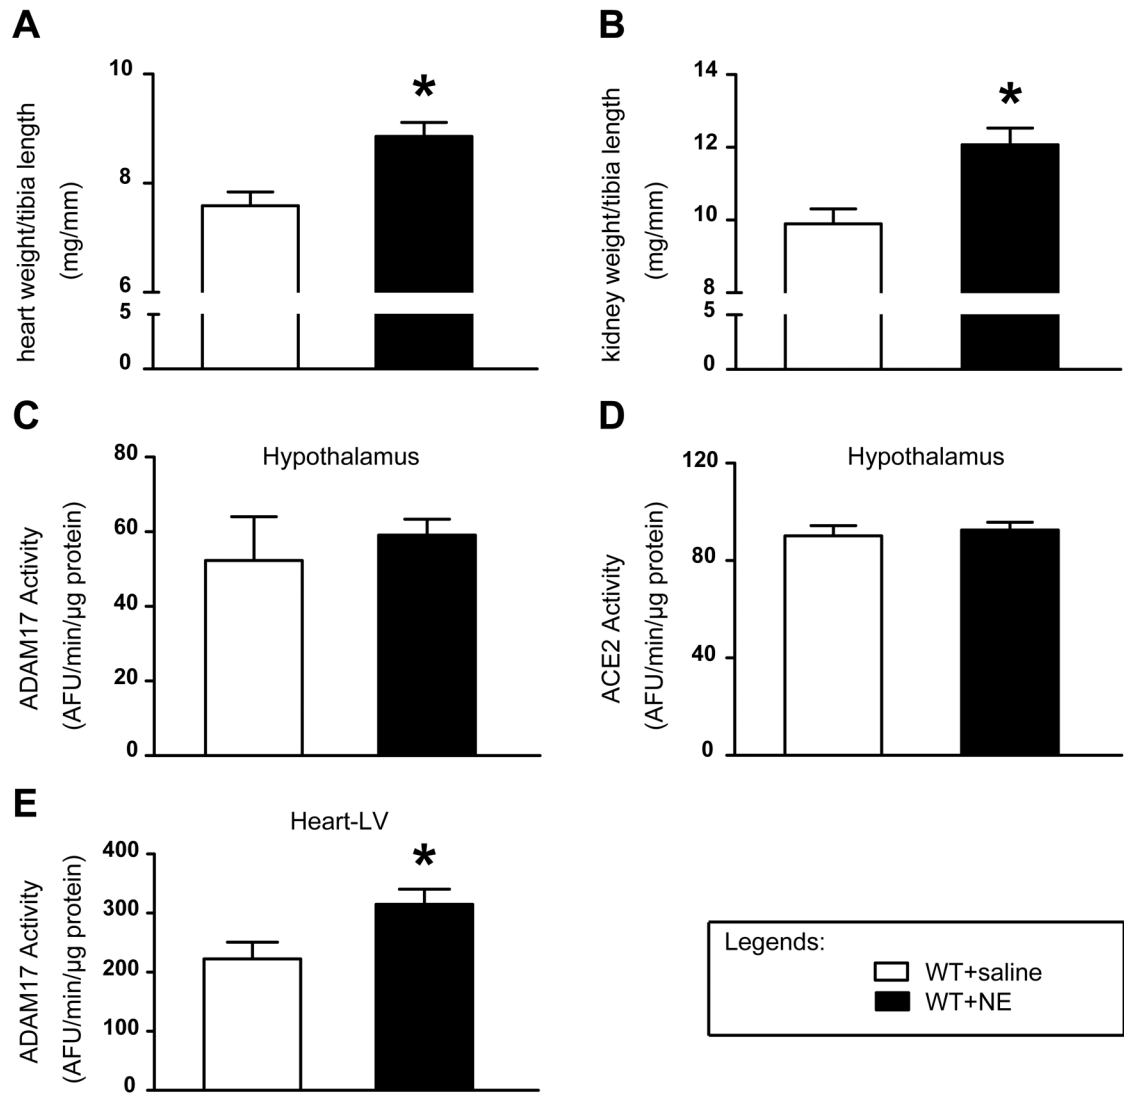 A
heart weight/tibia length
(mg/mm)
10
8
6
5
0
*
B
kidney weight/tibia length
(mg/mm)
14
12
10
8
5
0
*
C
Hypothalamus
ADAM17 Activity
(AFU/min/µg protein)
80
60
40
20
0
D
Hypothalamus
ACE2 Activity
(AFU/min/µg protein)
120
80
40
0
E
Heart-LV
ADAM17 Activity
(AFU/min/µg protein)
400
300
200
100
0
*
Legends:
WT+saline
WT+NE